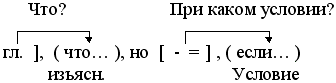 Что? При каком условии?
гл. ], ( что… ), но [ - = ] , ( если… )
изъясн. Условие